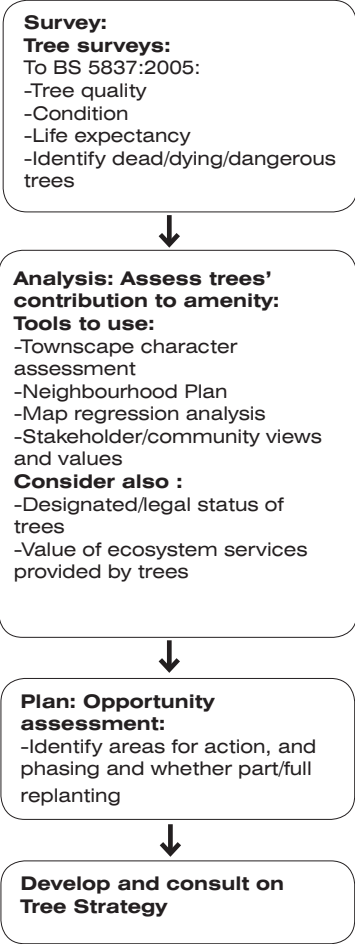 Survey:
Tree surveys:
To BS 5837:2005:
-Tree quality
-Condition
-Life expectancy
-Identify dead/dying/dangerous
trees
Analysis: Assess trees’
contribution to amenity:
Tools to use:
-Townscape character
assessment
-Neighbourhood Plan
-Map regression analysis
-Stakeholder/community views
and values
Consider also :
-Designated/legal status of
trees
-Value of ecosystem services
provided by trees
Plan: Opportunity
assessment:
-Identify areas for action, and
phasing and whether part/full
replanting
Develop and consult on
Tree Strategy